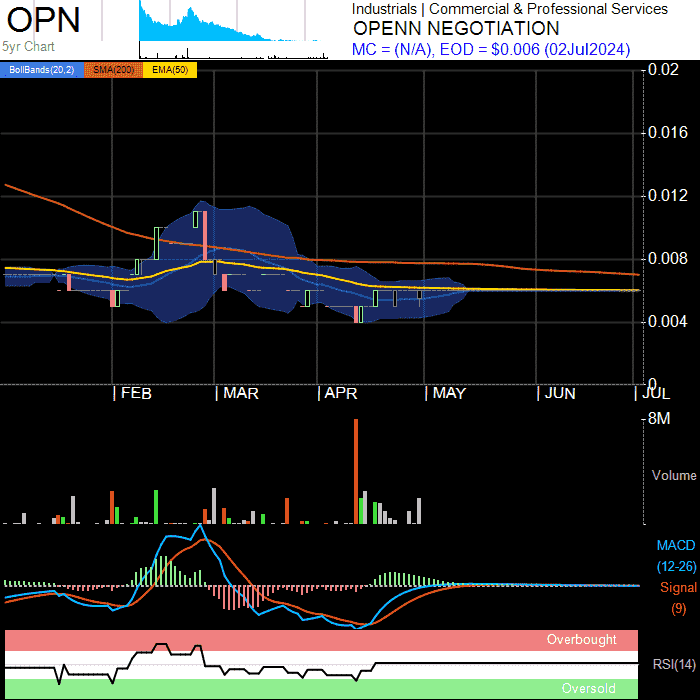 OPN
5yr Chart
Industrials | Commercial & Professional Services
OPENN NEGOTIATION
MC = (N/A), EOD = $0.006 (02Jul2024)
BollBands(20,2) SMA(200) EMA(50)
0.02
0.016
0.012
0.008
0.004
0
FEB MAR APR MAY JUN JUL
8M
Volume
MACD
(12-26)
Signal
(9)
Overbought
RSI(14)
Oversold